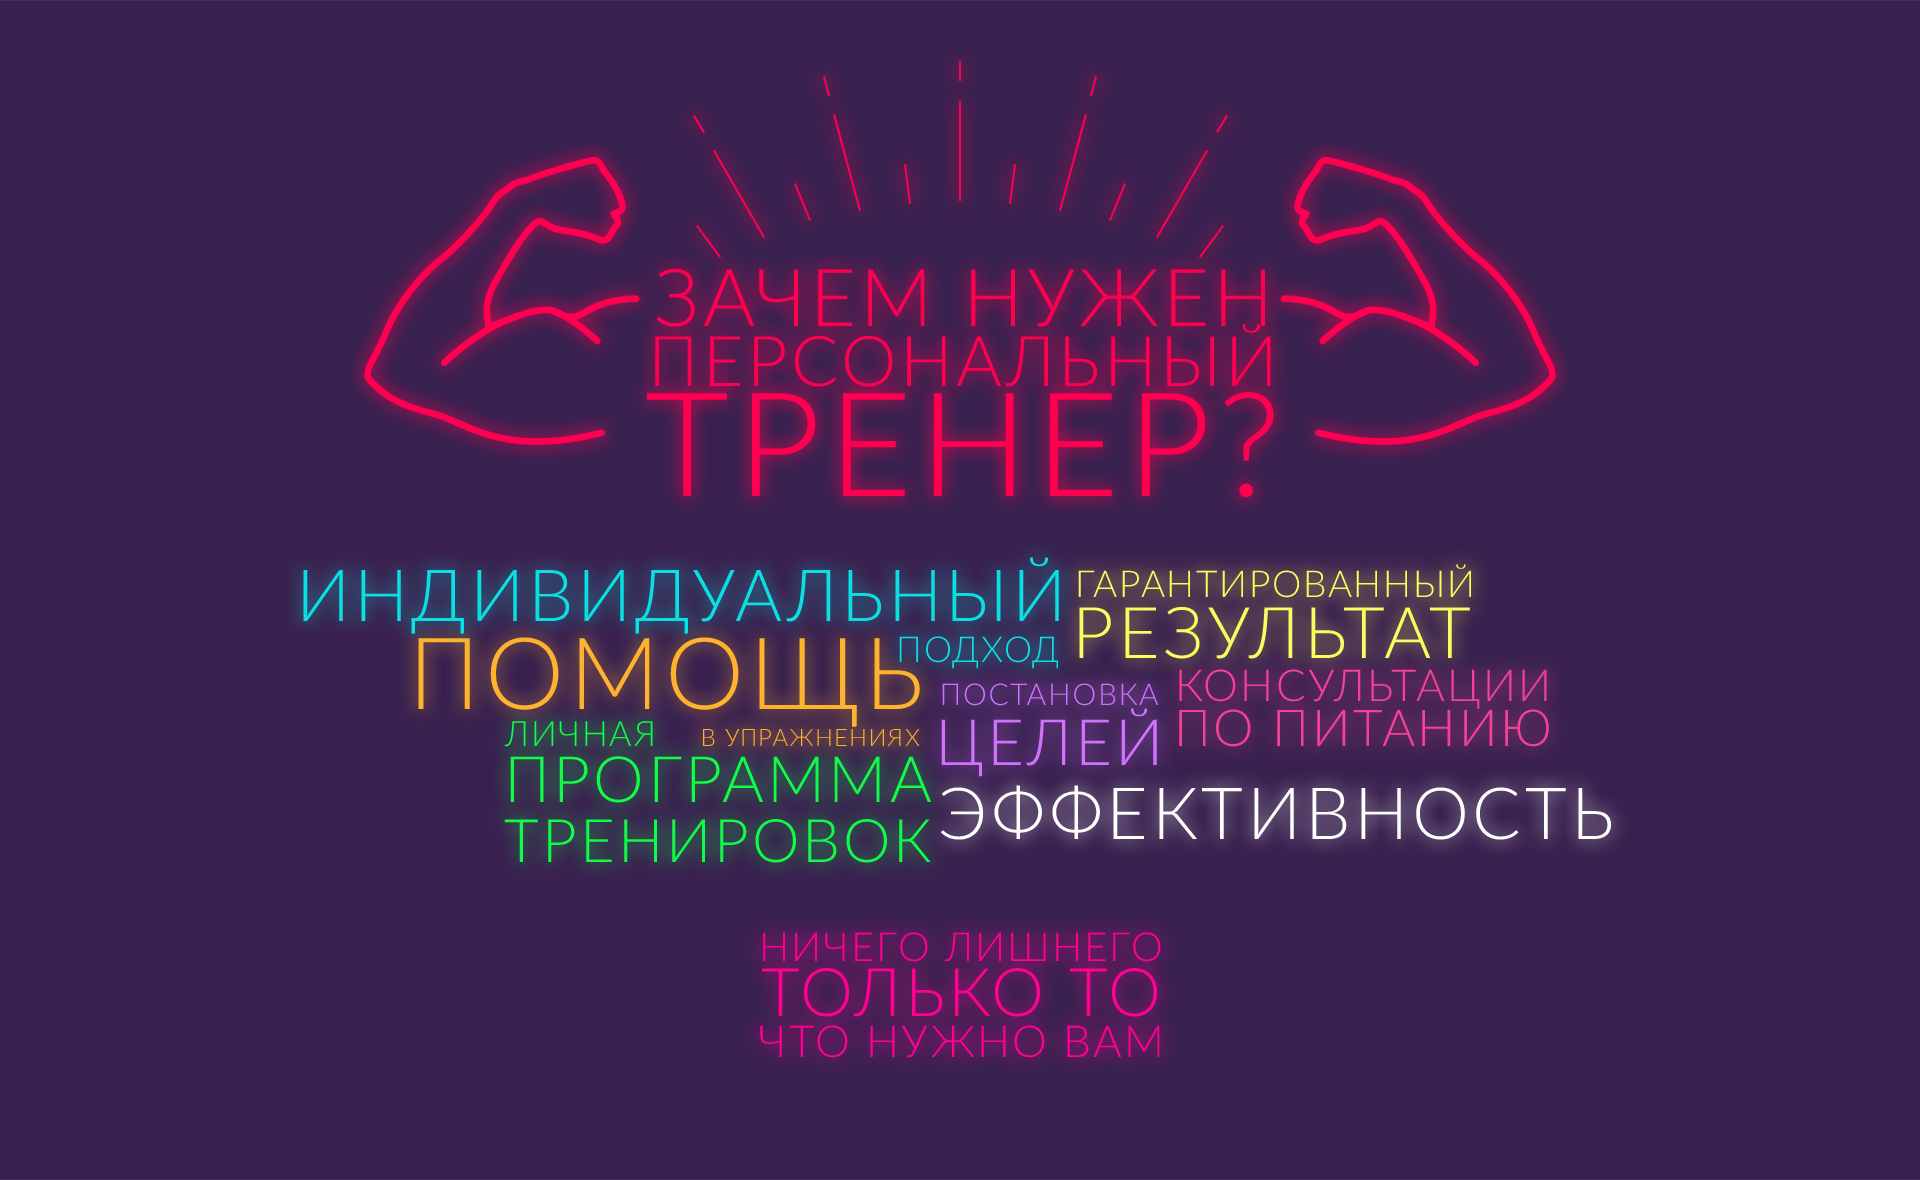 ЗАЧЕМ НУЖЕН
ПЕРСОНАЛЬНЫЙ
ТРЕНЕР?
ИНДИВИДУАЛЬНЫЙ
ПОДХОД
ГАРАНТИРОВАННЫЙ
РЕЗУЛЬТАТ
ПОМОЩЬ
В УПРАЖНЕНИЯХ
ПОСТАНОВКА
ЦЕЛЕЙ
КОНСУЛЬТАЦИИ
ПО ПИТАНИЮ
ЛИЧНАЯ
ПРОГРАММА
ТРЕНИРОВОК
ЭФФЕКТИВНОСТЬ
НИЧЕГО ЛИШНЕГО
ТОЛЬКО ТО
ЧТО НУЖНО ВАМ